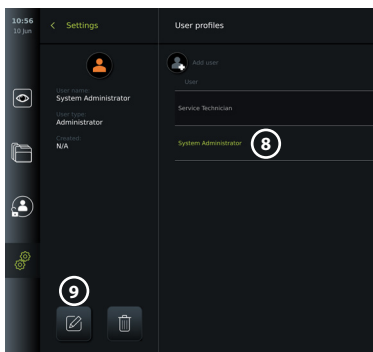 10:56
10 Jun
Settings
User name:
System Administrator
User type:
Administrator
Created:
N/A
9
User profiles
Add user
User
Service Technician
System Administrator
8